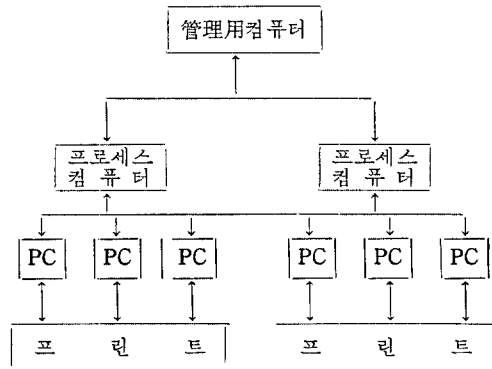 管理用컴퓨터
프로세스
컴 퓨 터
프로세스
컴 퓨 터
PC PC PC PC PC PC
프 린 트 프 린 트